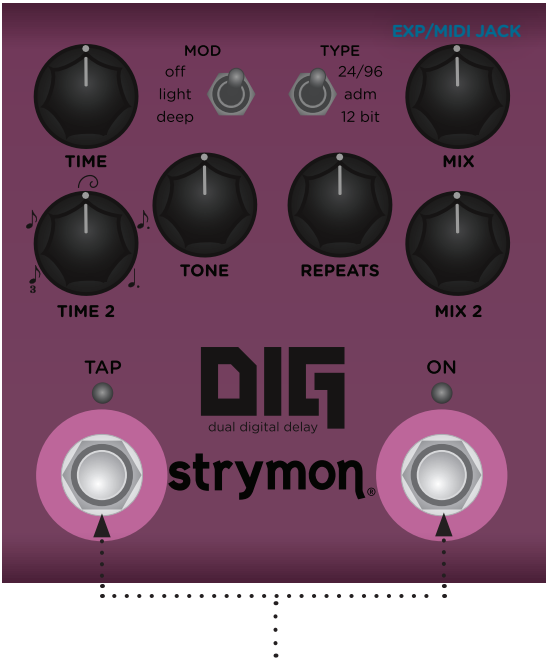 EXP/MIDI JACK
MOD
TYPE
off
light
deep
24/96
adm
12 bit
TIME
MIX
TONE
REPEATS
3
TIME 2
MIX 2
TAP
ON
DIG
dual digital delay
strymon®